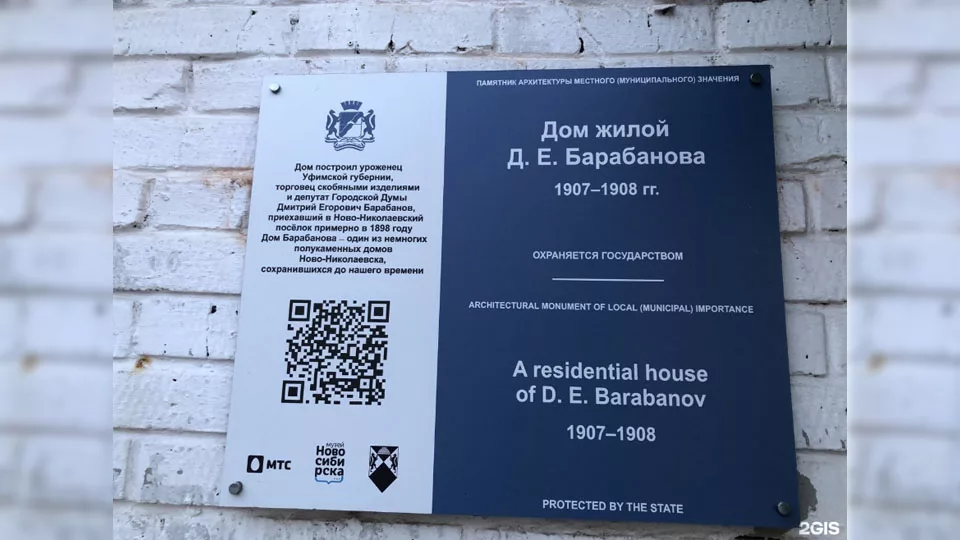 Дом построил уроженец
Уфимской губернии,
торговец скобяными изделиями
и депутат Городской Думы
Дмитрий Егорович Барабанов,
приехавший в Ново-Николаевский
посёлок примерно в 1898 году
Дом Барабанова – один из немногих
полукаменных домов
Ново-Николаевска,
сохранившихся до нашего времени
МТС
музей
Ново
сиби
рска
ПАМЯТНИК АРХИТЕКТУРЫ МЕСТНОГО (МУНИЦИПАЛЬНОГО) ЗНАЧЕНИЯ
Дом жилой
Д. Е. Барабанова
1907–1908 гг.
ОХРАНЯЕТСЯ ГОСУДАРСТВОМ
ARCHITECTURAL MONUMENT OF LOCAL (MUNICIPAL) IMPORTANCE
A residential house
of D. E. Barabanov
1907–1908
PROTECTED BY THE STATE
2GIS